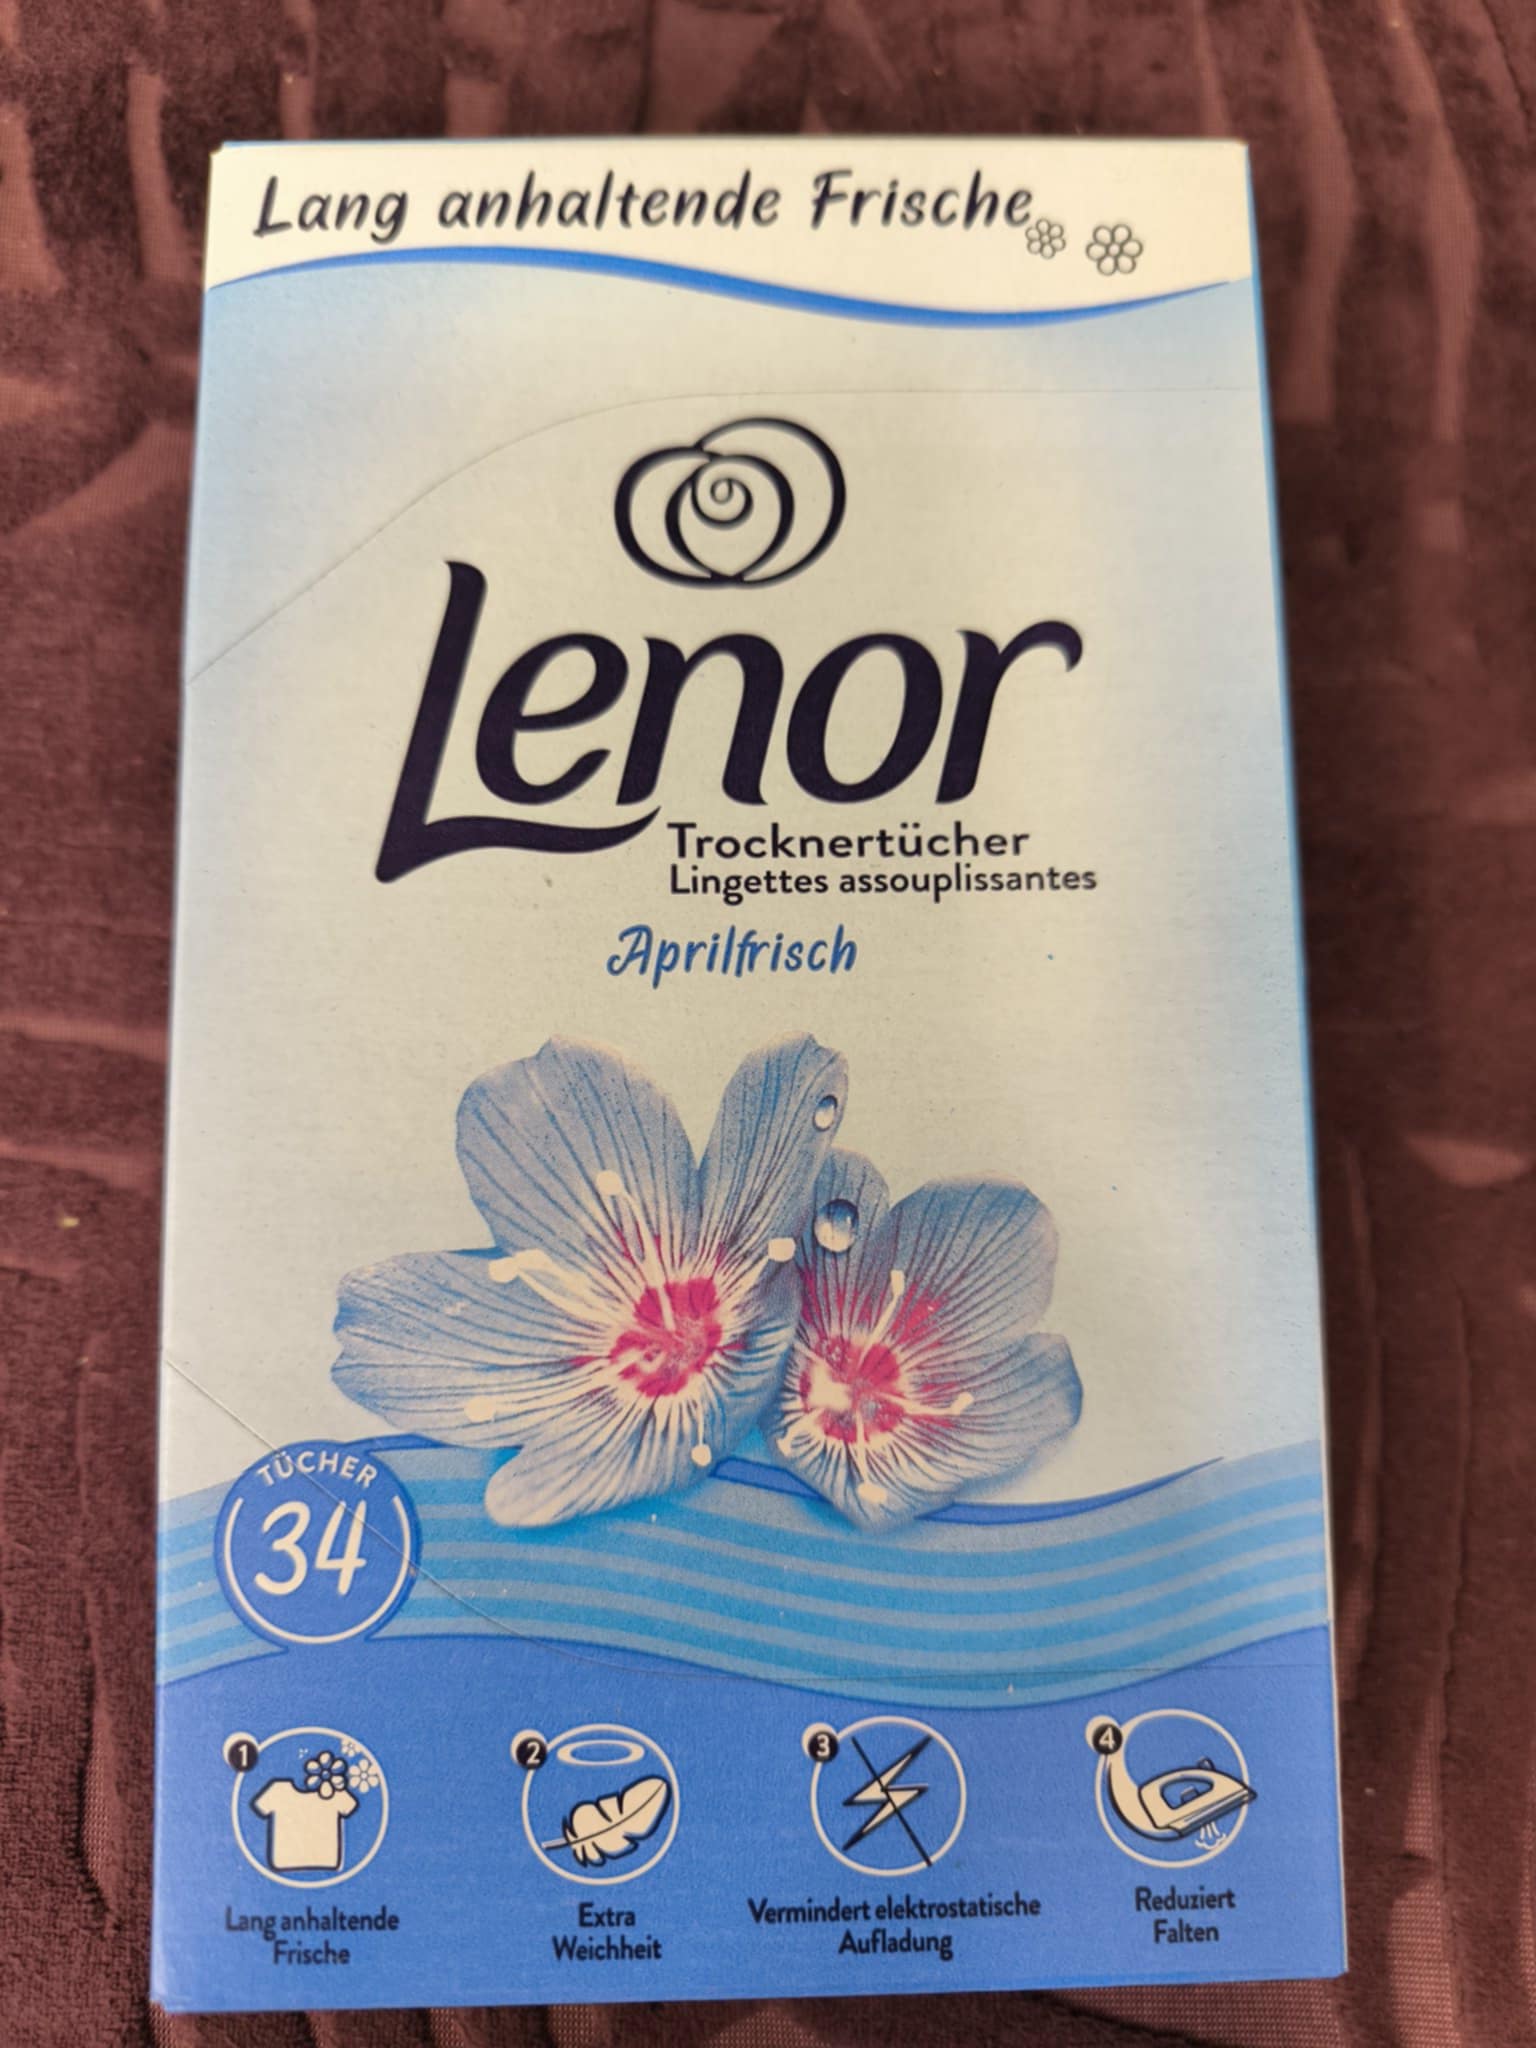 Lang anhaltende Frische
Lenor
Trocknertücher
Lingettes assouplissantes
Aprilfrisch
TÜCHER
34
1
Lang anhaltende
Frische
2
Extra
Weichheit
3
Vermindert elektrostatische
Aufladung
4
Reduziert
Falten